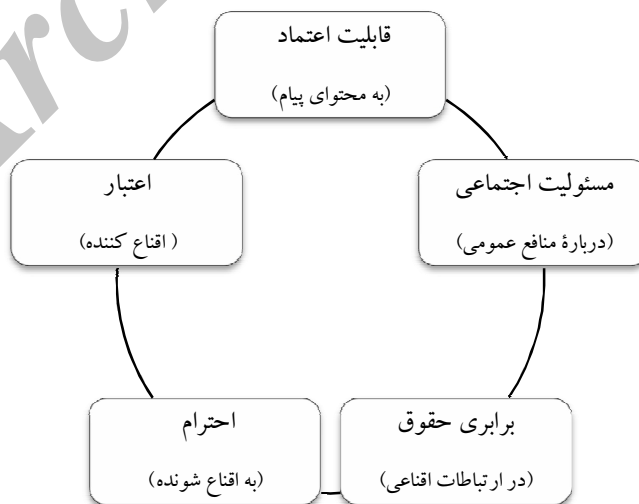 قابلیت اعتماد
(به محتوای پیام)
مسئولیت اجتماعی
(دربارهٔ منافع عمومی)
اعتبار
( اقناع کننده)
برابری حقوق
(در ارتباطات اقناعی)
احترام
(به اقناع شونده)